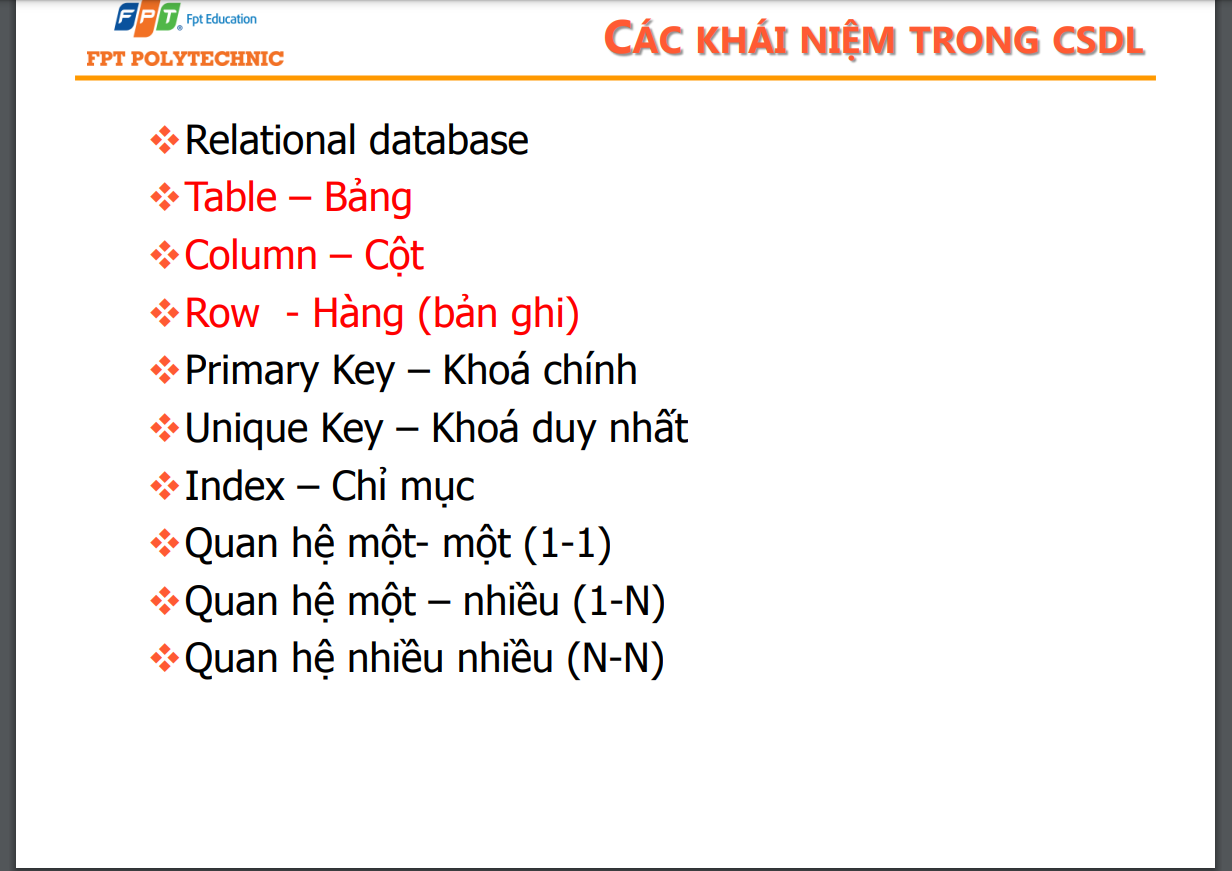 FPT Fpt Education
FPT POLYTECHNIC
CÁC KHÁI NIỆM TRONG CSDL
Relational database
Table – Bảng
Column – Cột
Row - Hàng (bản ghi)
Primary Key – Khoá chính
Unique Key – Khoá duy nhất
Index – Chỉ mục
Quan hệ một- một (1-1)
Quan hệ một – nhiều (1-N)
Quan hệ nhiều nhiều (N-N)